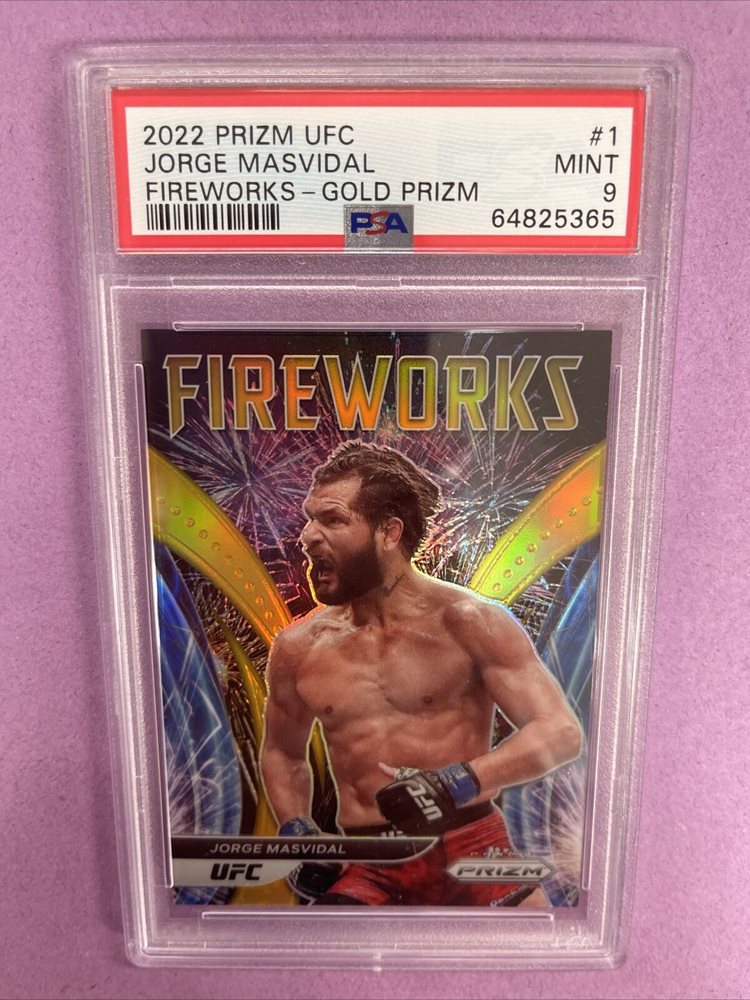 2022 PRIZM UFC #1
JORGE MASVIDAL MINT
FIREWORKS - GOLD PRIZM 9
PSA 64825365
FIREWORKS
UFC
JORGE MASVIDAL
UFC
PRIZM